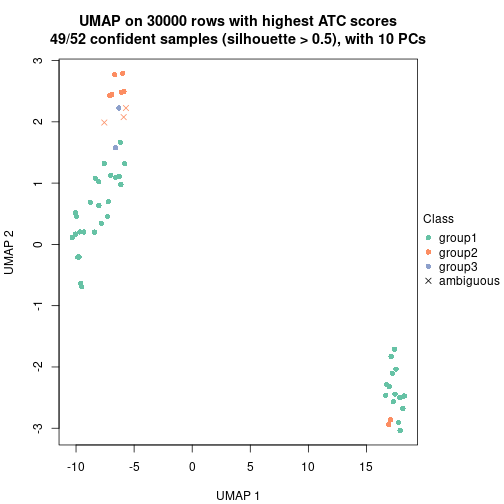 UMAP on 30000 rows with highest ATC scores
49/52 confident samples (silhouette > 0.5), with 10 PCs
3
2
1
0
-1
-2
-3
UMAP 2
-10
-5
0
5
10
15
UMAP 1
Class
group1
group2
group3
ambiguous